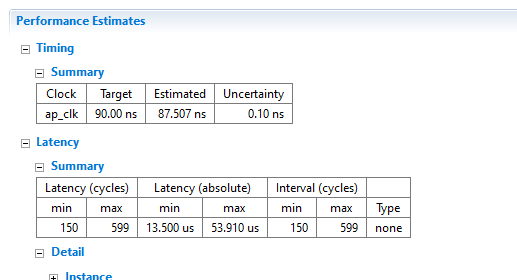 Performance Estimates
Timing
Summary
Clock Target Estimated Uncertainty
ap_clk 90.00 ns 87.507 ns 0.10 ns
Latency
Summary
Latency (cycles) Latency (absolute) Interval (cycles)
min max min max min max Type
150 599 13.500 us 53.910 us 150 599 none
Detail
Instance